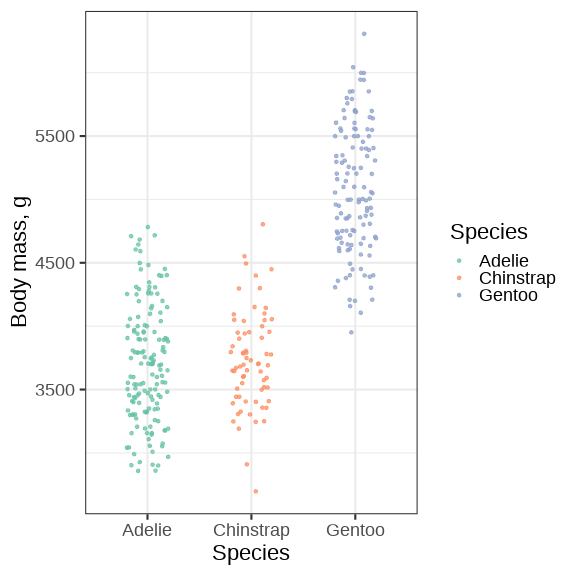 Body mass, g
5500
4500
3500
Adelie Chinstrap Gentoo
Species
Species
Adelie
Chinstrap
Gentoo